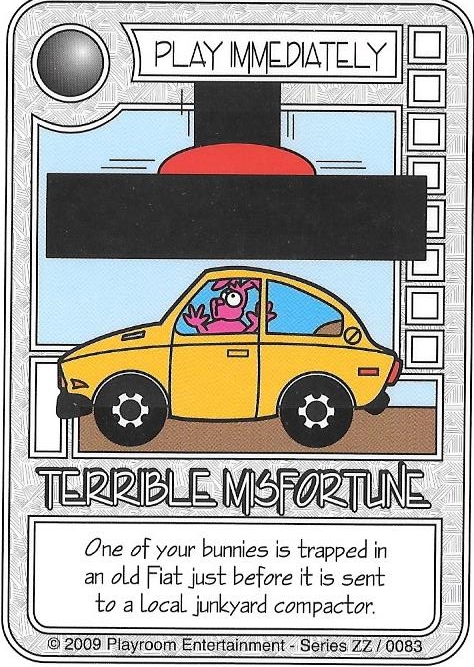 PLAY IMMEDIATELY
TERRIBLE MISFORTUNE
One of your bunnies is trapped in
an old Fiat just before it is sent
to a local junkyard compactor.
© 2009 Playroom Entertainment - Series ZZ / 0083